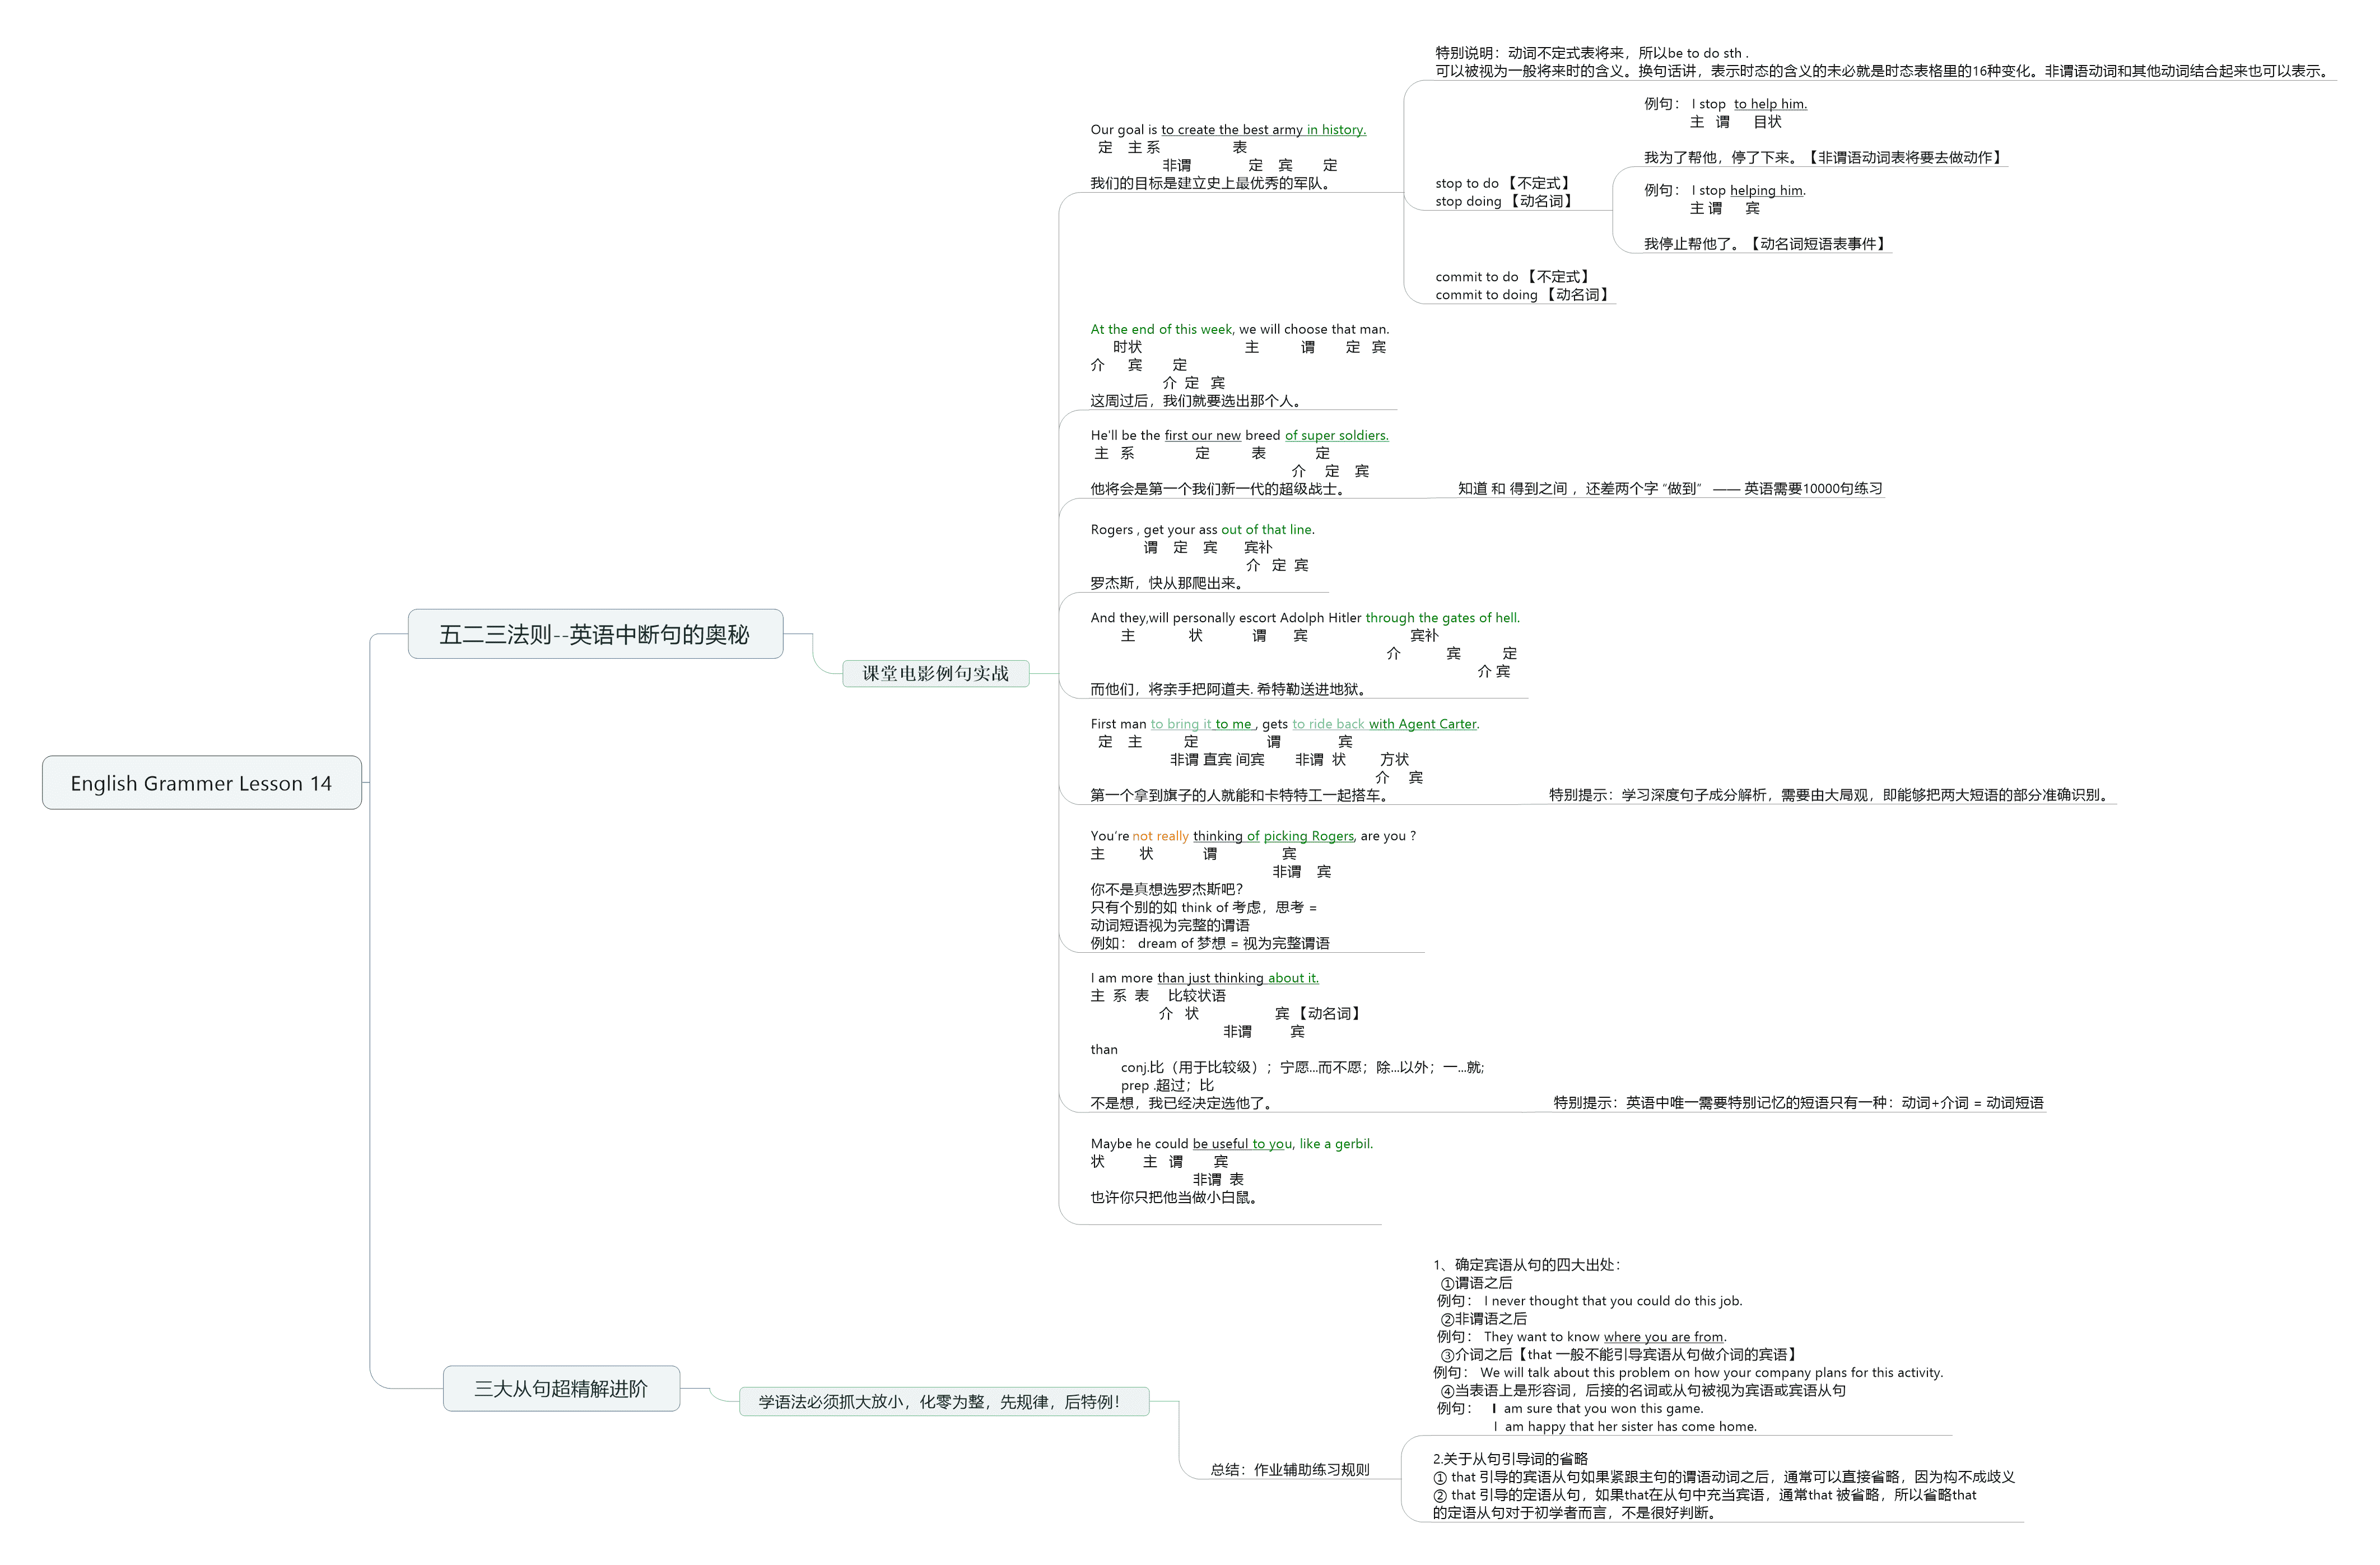 English Grammer Lesson 14
五二三法则--英语中断句的奥秘
课堂电影例句实战
Our goal is to create the best army in history.
定 主 系 表
非谓 定 宾 定
我们的目标是建立史上最优秀的军队。
特别说明：动词不定式表将来，所以be to do sth .
可以被视为一般将来时的含义。换句话讲，表示时态的含义的未必就是时态表格里的16种变化。非谓语动词和其他动词结合起来也可以表示。
stop to do 【不定式】
stop doing 【动名词】
例句： I stop to help him.
主 谓 目状
我为了帮他，停了下来。【非谓语动词表将要去做动作】
例句： I stop helping him.
主 谓 宾
我停止帮他了。【动名词短语表事件】
commit to do 【不定式】
commit to doing 【动名词】
At the end of this week, we will choose that man.
时状 主 谓 定 宾
介 宾 定
介 定 宾
这周过后，我们就要选出那个人。
He'll be the first our new breed of super soldiers.
主 系 定 表 定
介 定 宾
他将会是第一个我们新一代的超级战士。
知道 和 得到之间 ，还差两个字 “做到” —— 英语需要10000句练习
Rogers , get your ass out of that line.
谓 定 宾 宾补
介 定 宾
罗杰斯，快从那爬出来。
And they,will personally escort Adolph Hitler through the gates of hell.
主 状 谓 宾 宾补
介 宾 定
介 宾
而他们，将亲手把阿道夫. 希特勒送进地狱。
First man to bring it to me , gets to ride back with Agent Carter.
定 主 定 谓 宾
非谓 直宾 间宾 非谓 状 方状
介 宾
第一个拿到旗子的人就能和卡特特工一起搭车。
特别提示：学习深度句子成分解析，需要由大局观，即能够把两大短语的部分准确识别。
You‘re not really thinking of picking Rogers, are you ?
主 状 谓 宾
非谓 宾
你不是真想选罗杰斯吧？
只有个别的如 think of 考虑，思考 =
动词短语视为完整的谓语
例如： dream of 梦想 = 视为完整谓语
I am more than just thinking about it.
主 系 表 比较状语
介 状 宾 【动名词】
非谓 宾
than
conj.比（用于比较级）；宁愿...而不愿；除...以外；一...就;
prep .超过；比
不是想，我已经决定选他了。
特别提示：英语中唯一需要特别记忆的短语只有一种：动词+介词 = 动词短语
Maybe he could be useful to you, like a gerbil.
状 主 谓 宾
非谓 表
也许你只把他当做小白鼠。
三大从句超精解进阶
学语法必须抓大放小，化零为整，先规律，后特例！
总结：作业辅助练习规则
1、确定宾语从句的四大出处：
①谓语之后
例句： I never thought that you could do this job.
②非谓语之后
例句： They want to know where you are from.
③介词之后【that 一般不能引导宾语从句做介词的宾语】
例句： We will talk about this problem on how your company plans for this activity.
④当表语上是形容词，后接的名词或从句被视为宾语或宾语从句
例句： I am sure that you won this game.
I am happy that her sister has come home.
2.关于从句引导词的省略
① that 引导的宾语从句如果紧跟主句的谓语动词之后，通常可以直接省略，因为构不成歧义
② that 引导的定语从句，如果that在从句中充当宾语，通常that 被省略，所以省略that
的定语从句对于初学者而言，不是很好判断。